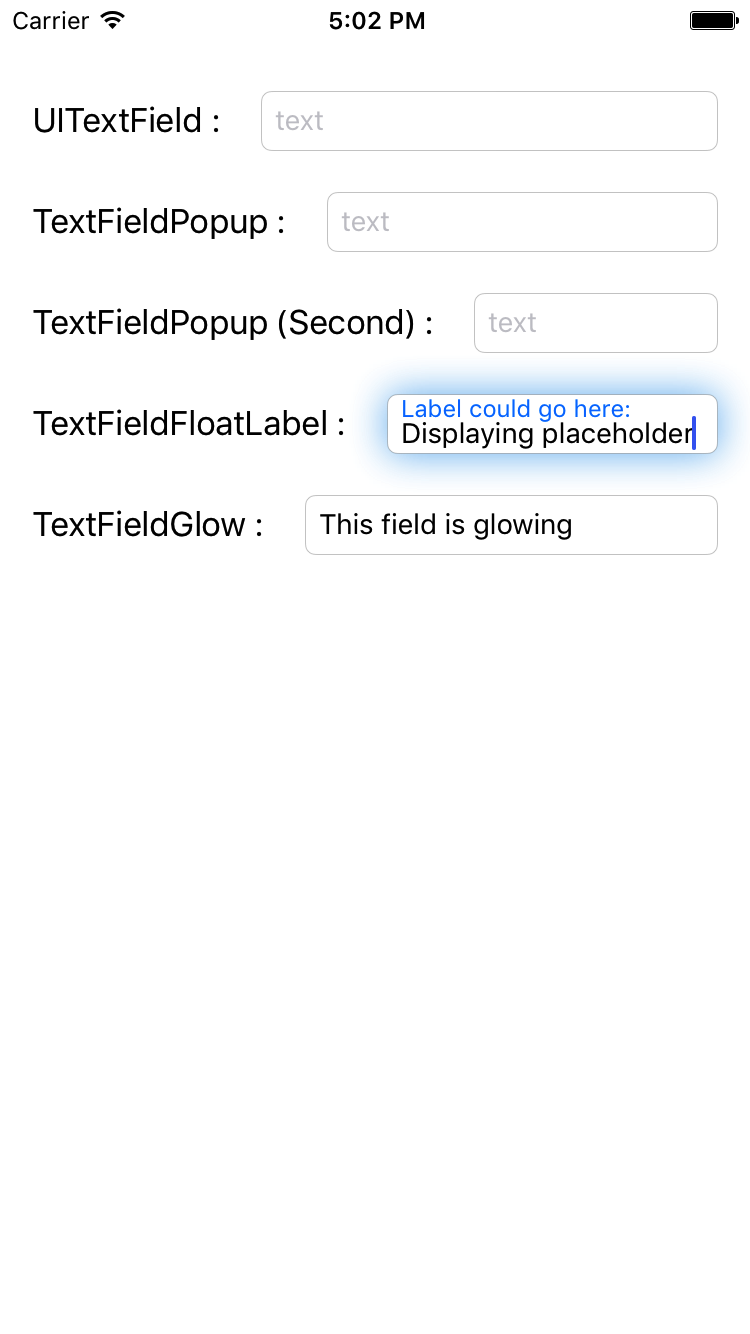 Carrier 5:02 PM
UITextField : text
TextFieldPopup : text
TextFieldPopup (Second) : text
Label could go here:
TextFieldFloatLabel : Displaying placeholder
TextFieldGlow : This field is glowing